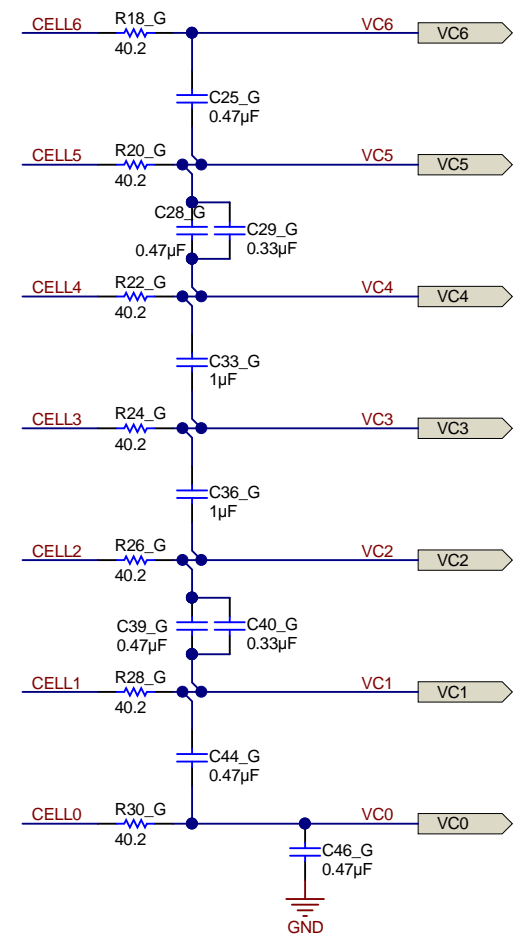 R18_G
CELL6 VC6 VC6
40.2
C25_G
0.47µF
R20_G
CELL5 VC5 VC5
40.2
C28_G
C29_G
0.47µF 0.33µF
R22_G
CELL4 VC4 VC4
40.2
C33_G
1µF
R24_G
CELL3 VC3 VC3
40.2
C36_G
1µF
R26_G
CELL2 VC2 VC2
40.2
C39_G C40_G
0.47µF 0.33µF
R28_G
CELL1 VC1 VC1
40.2
C44_G
0.47µF
R30_G
CELL0 VC0 VC0
40.2
C46_G
0.47µF
GND